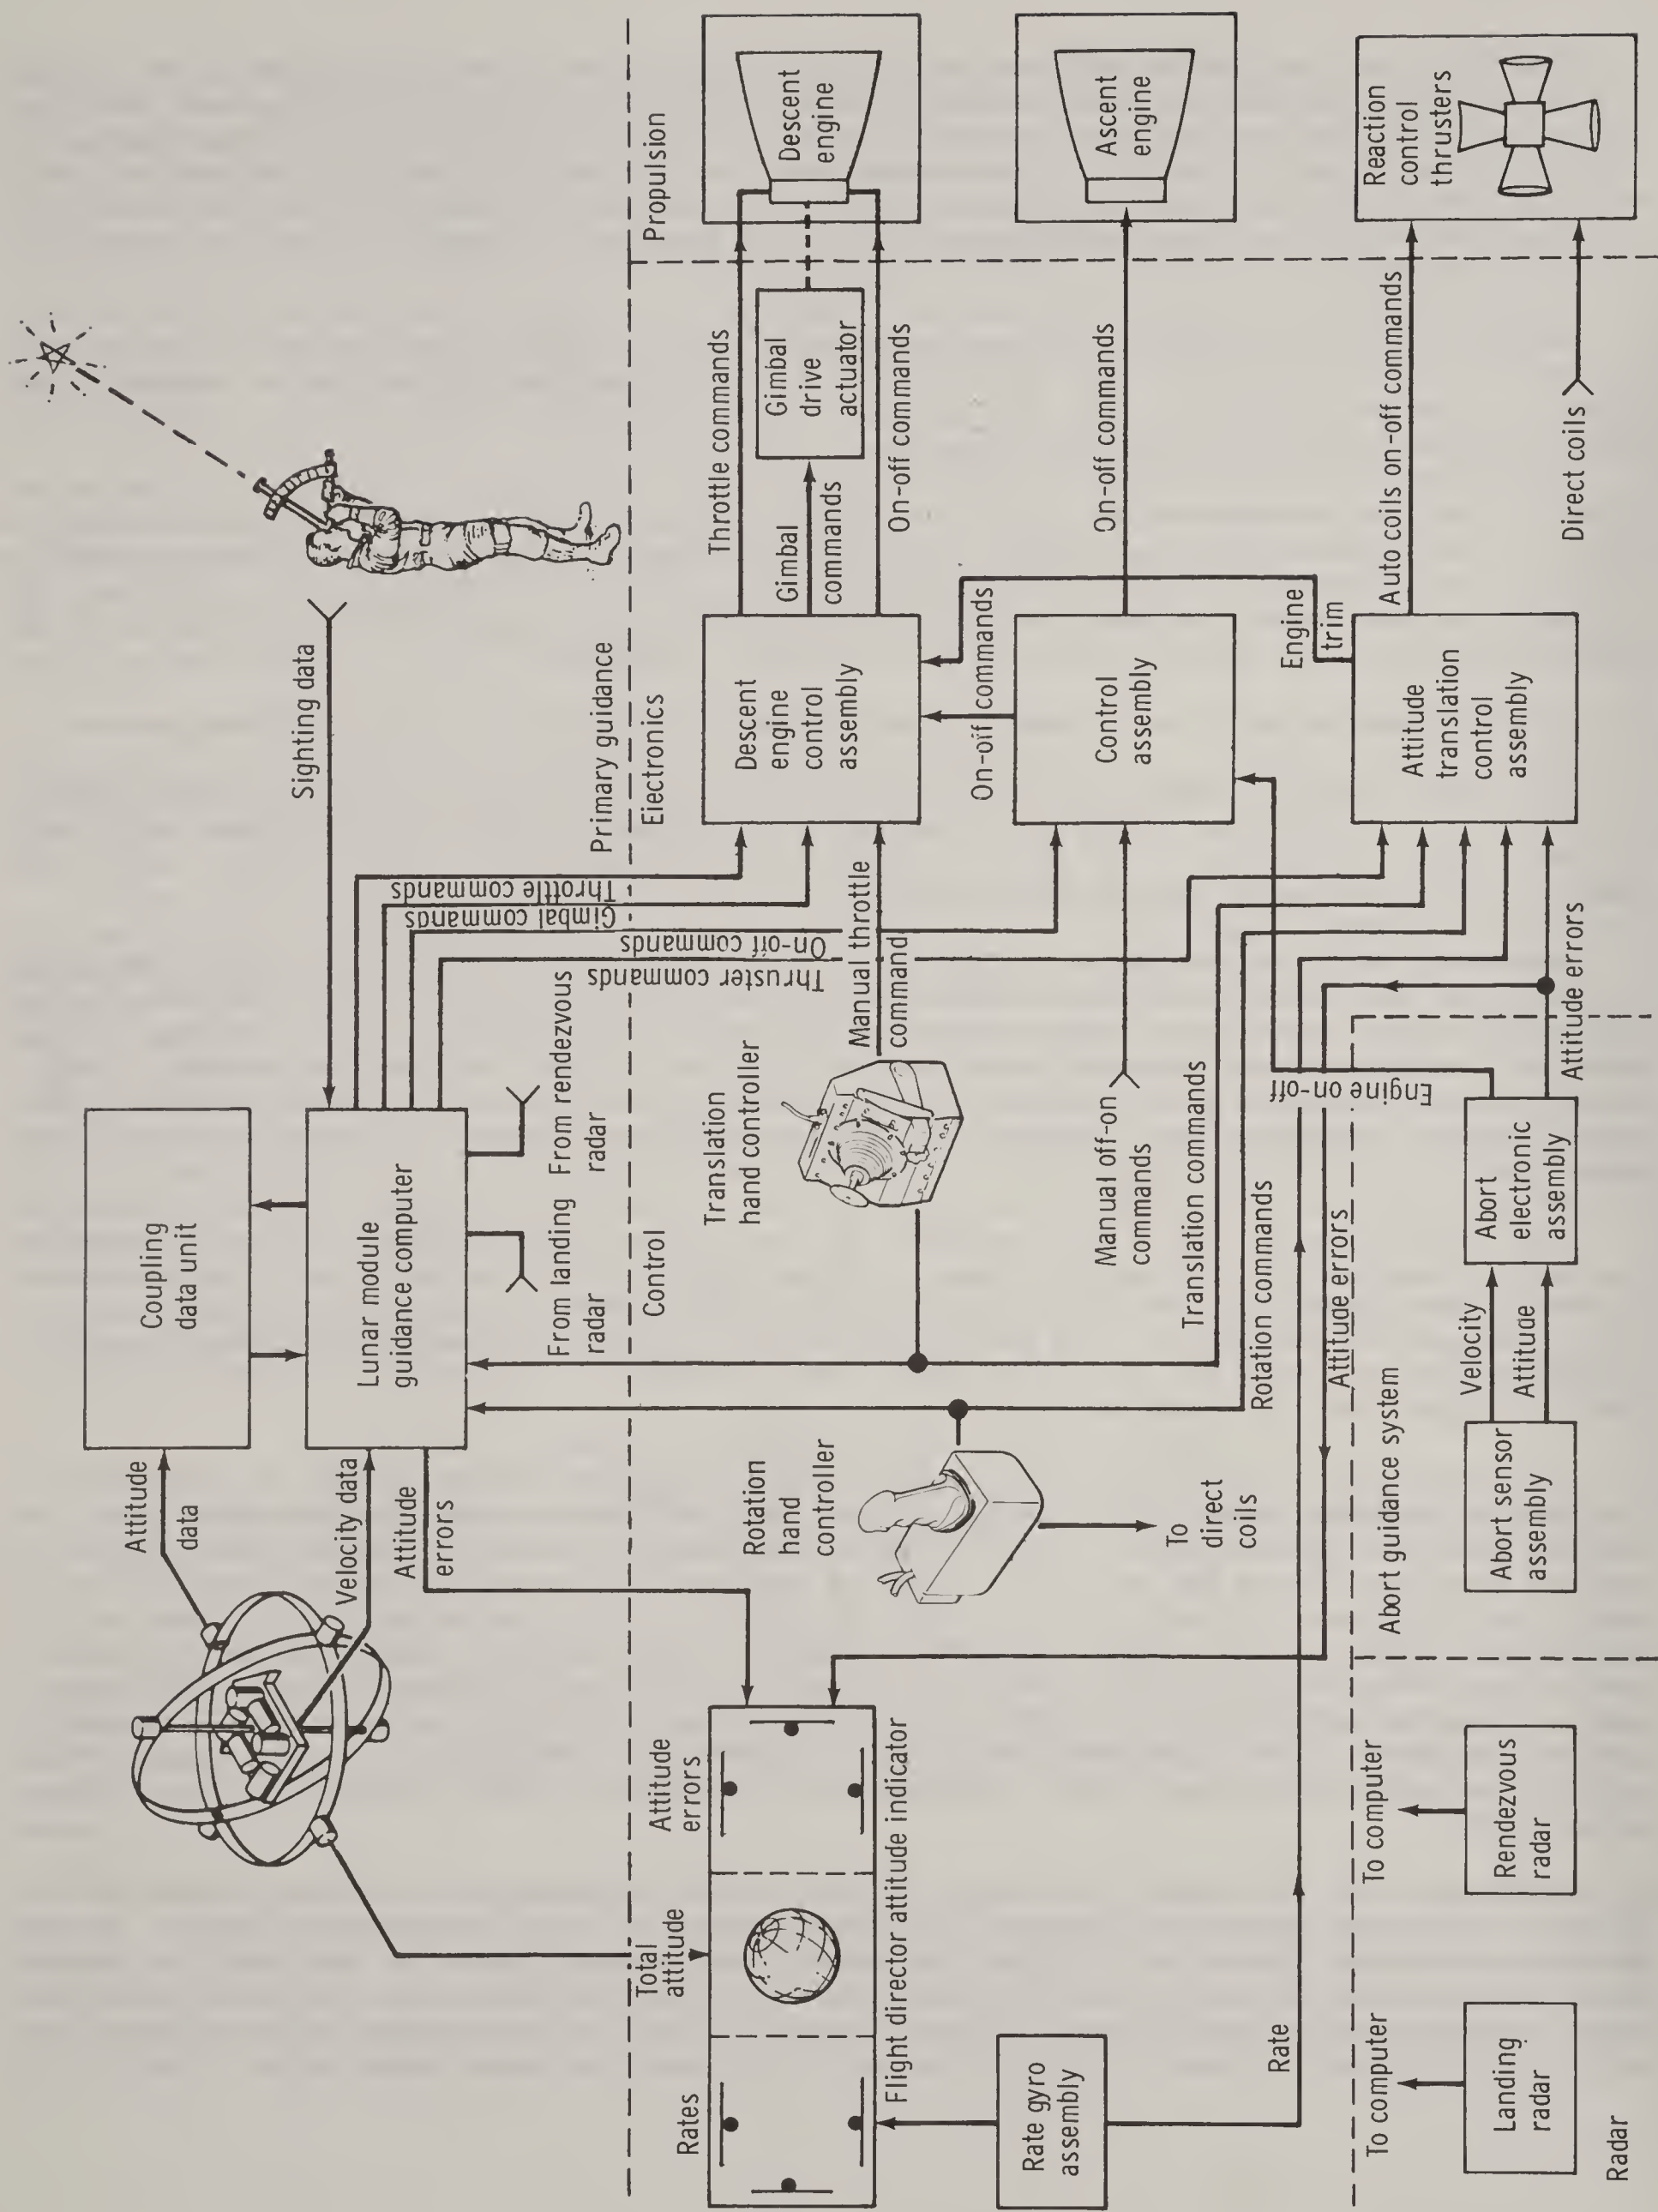 Attitude
data
Coupling
data unit
Sighting data
Velocity data
Lunar module
guidance computer
Attitude
errors
Throttle commands
Gimbal commands
On-off commands
Thruster commands
From landing
radar
From rendezvous
radar
Primary guidance
Total
attitude
Control
Electronics
Propulsion
Rates
Attitude
errors
Flight director attitude indicator
Rotation
hand
controller
To
direct
coils
Translation
hand controller
Manual throttle
command
Descent
engine
control
assembly
Throttle commands
Gimbal
commands
Gimbal
drive
actuator
On-off commands
Descent
engine
Rate gyro
assembly
Manual off-on
commands
On-off commands
Control
assembly
On-off commands
Ascent
engine
Translation commands
Rotation commands
Engine
trim
Rate
Attitude errors
Engine on-off
Attitude
translation
control
assembly
Auto coils on-off commands
Reaction
control
thrusters
Direct coils
To computer
Landing
radar
To computer
Rendezvous
radar
Radar
Abort guidance system
Abort sensor
assembly
Velocity
Attitude
Abort
electronic
assembly
Attitude errors